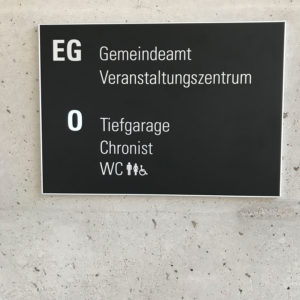 EG Gemeindeamt
Veranstaltungszentrum
0 Tiefgarage
Chronist
WC